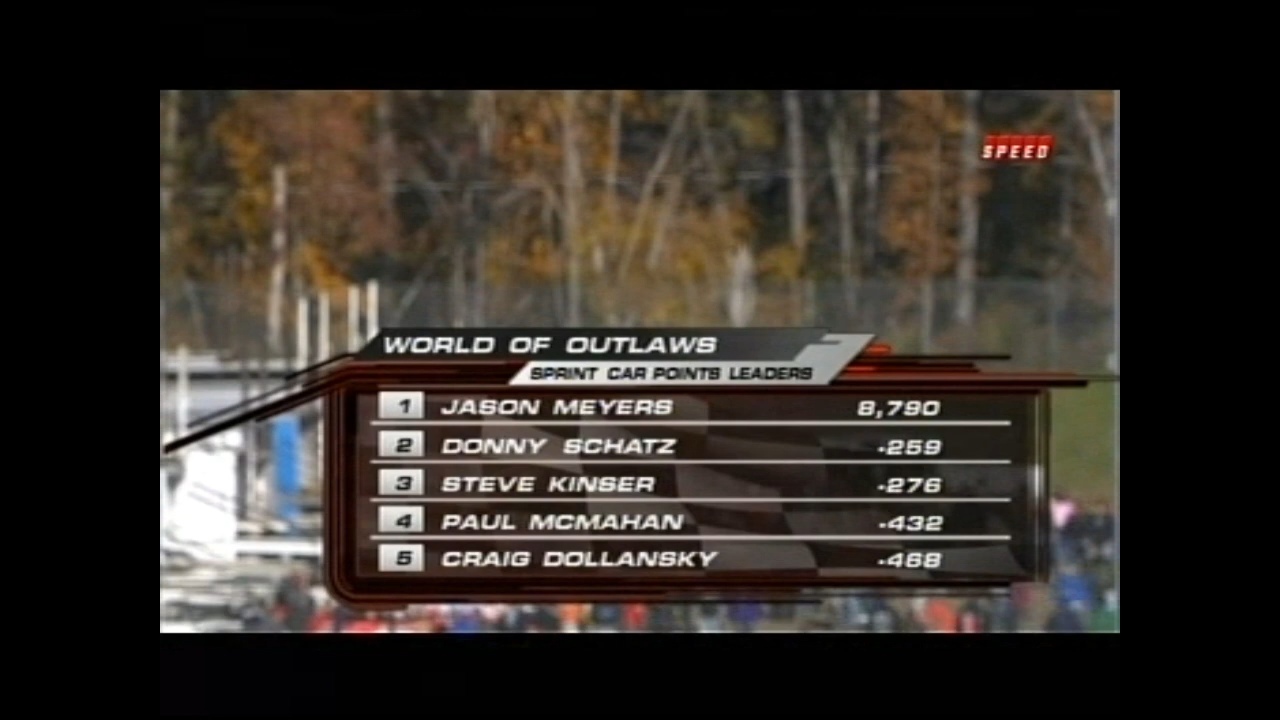 SPEED
WORLD OF OUTLAWS
SPRINT CAR POINTS LEADERS
1 JASON MEYERS 8,790
2 DONNY SCHATZ -259
3 STEVE KINSER -276
4 PAUL MCMAHAN -432
5 CRAIG DOLLANSKY -468